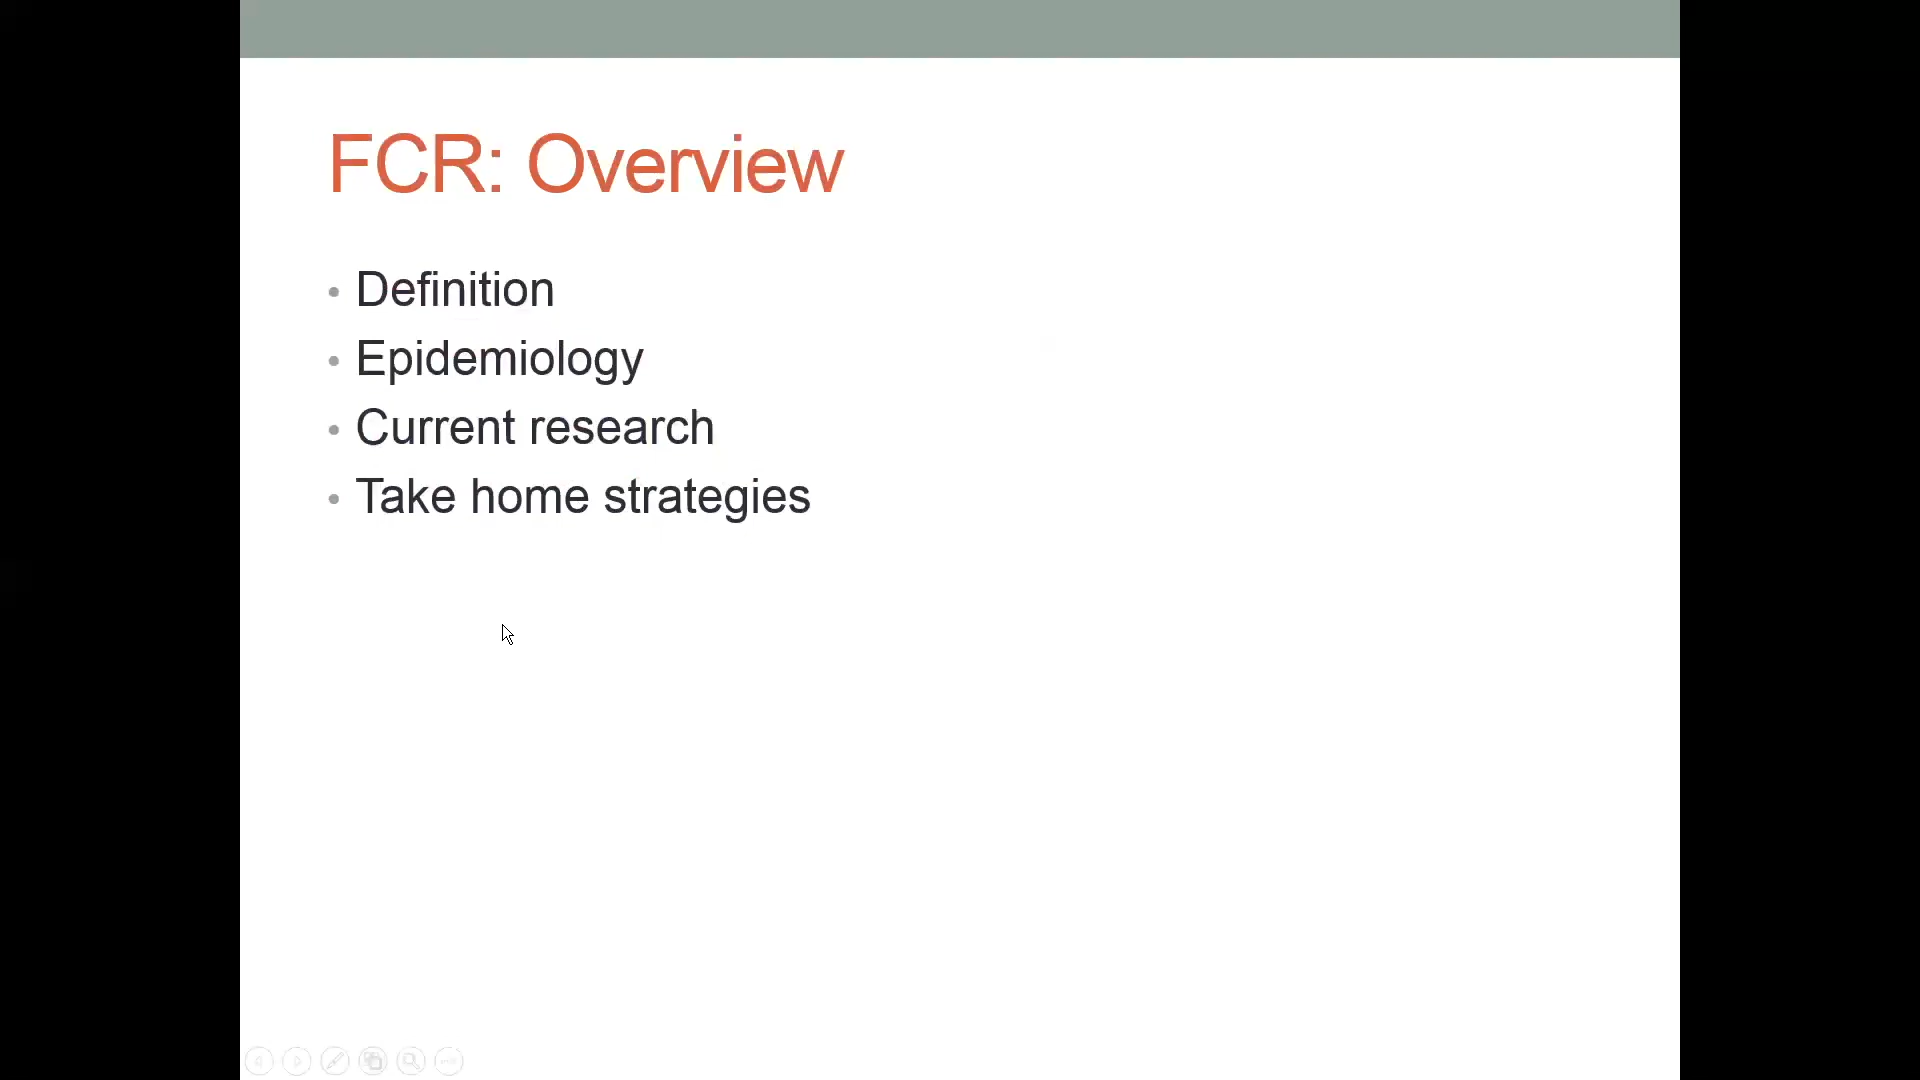 FCR: Overview
• Definition
• Epidemiology
• Current research
• Take home strategies